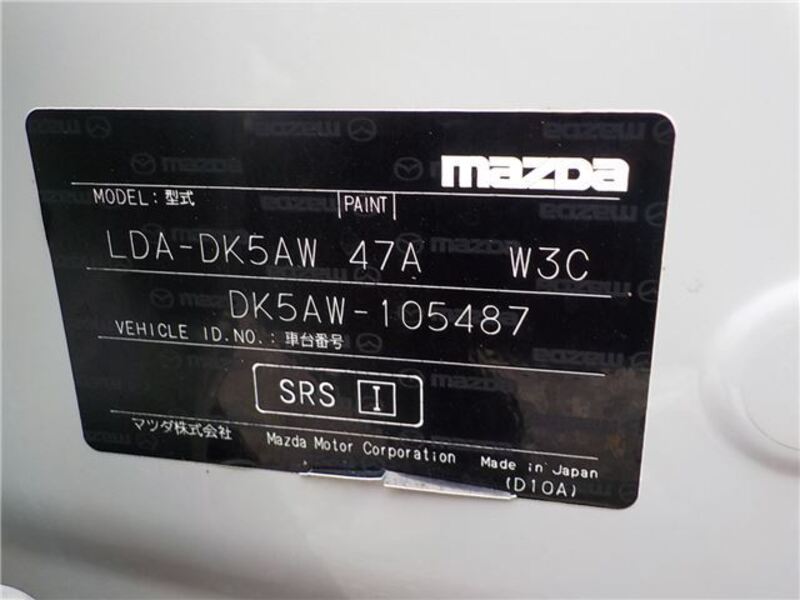 mazda
MODEL: 型式 PAINT
LDA-DK5AW 47A W3C
DK5AW-105487
VEHICLE ID.NO.: 車台番号
SRS I
マツダ株式会社 Mazda Motor Corporation Made in Japan
(D10A)